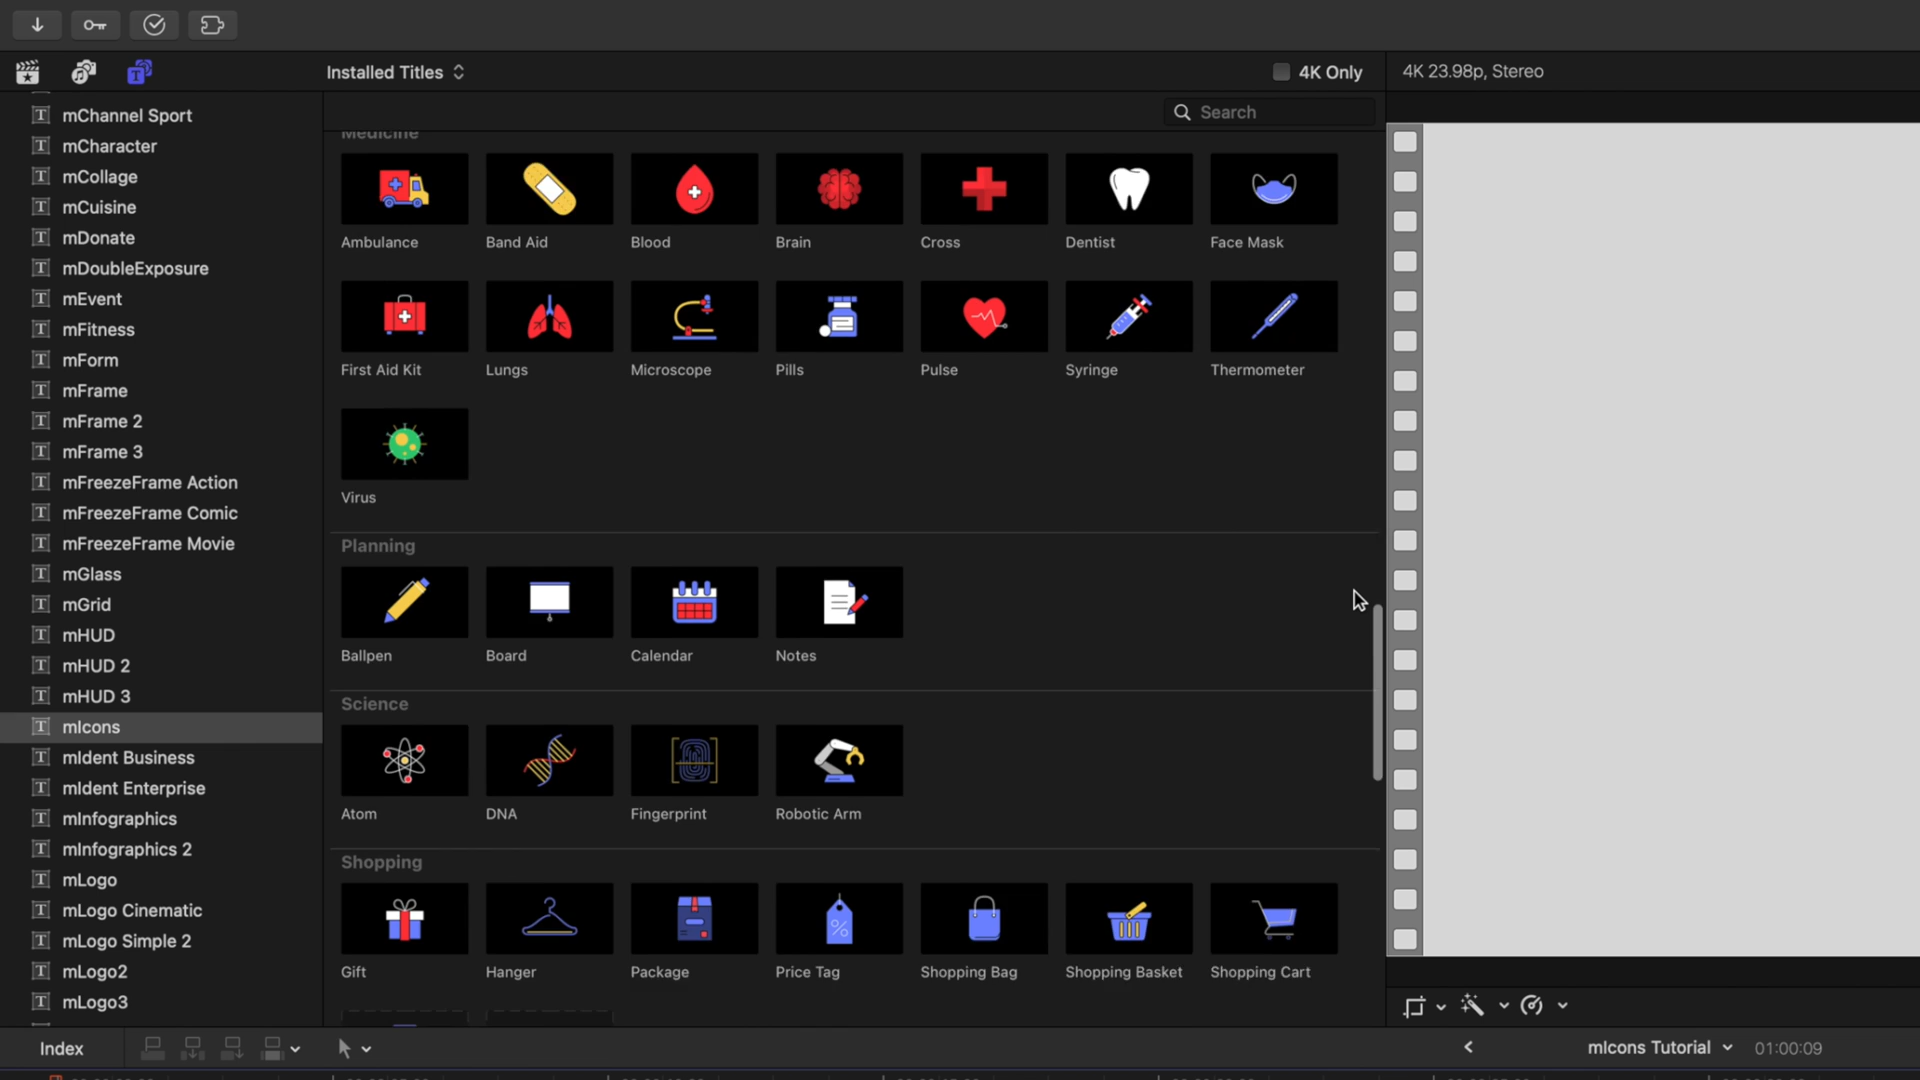 Installed Titles
4K Only
4K 23.98p, Stereo
Search
mChannel Sport
mCharacter
mCollage
mCuisine
mDonate
mDoubleExposure
mEvent
mFitness
mForm
mFrame
mFrame 2
mFrame 3
mFreezeFrame Action
mFreezeFrame Comic
mFreezeFrame Movie
mGlass
mGrid
mHUD
mHUD 2
mHUD 3
mIcons
mIdent Business
mIdent Enterprise
mInfographics
mInfographics 2
mLogo
mLogo Cinematic
mLogo Simple 2
mLogo2
mLogo3
Medicine
Ambulance Band Aid Blood Brain Cross Dentist Face Mask
First Aid Kit Lungs Microscope Pills Pulse Syringe Thermometer
Virus
Planning
Ballpen Board Calendar Notes
Science
Atom DNA Fingerprint Robotic Arm
Shopping
%
Gift Hanger Package Price Tag Shopping Bag Shopping Basket Shopping Cart
Index
mIcons Tutorial
01:00:09